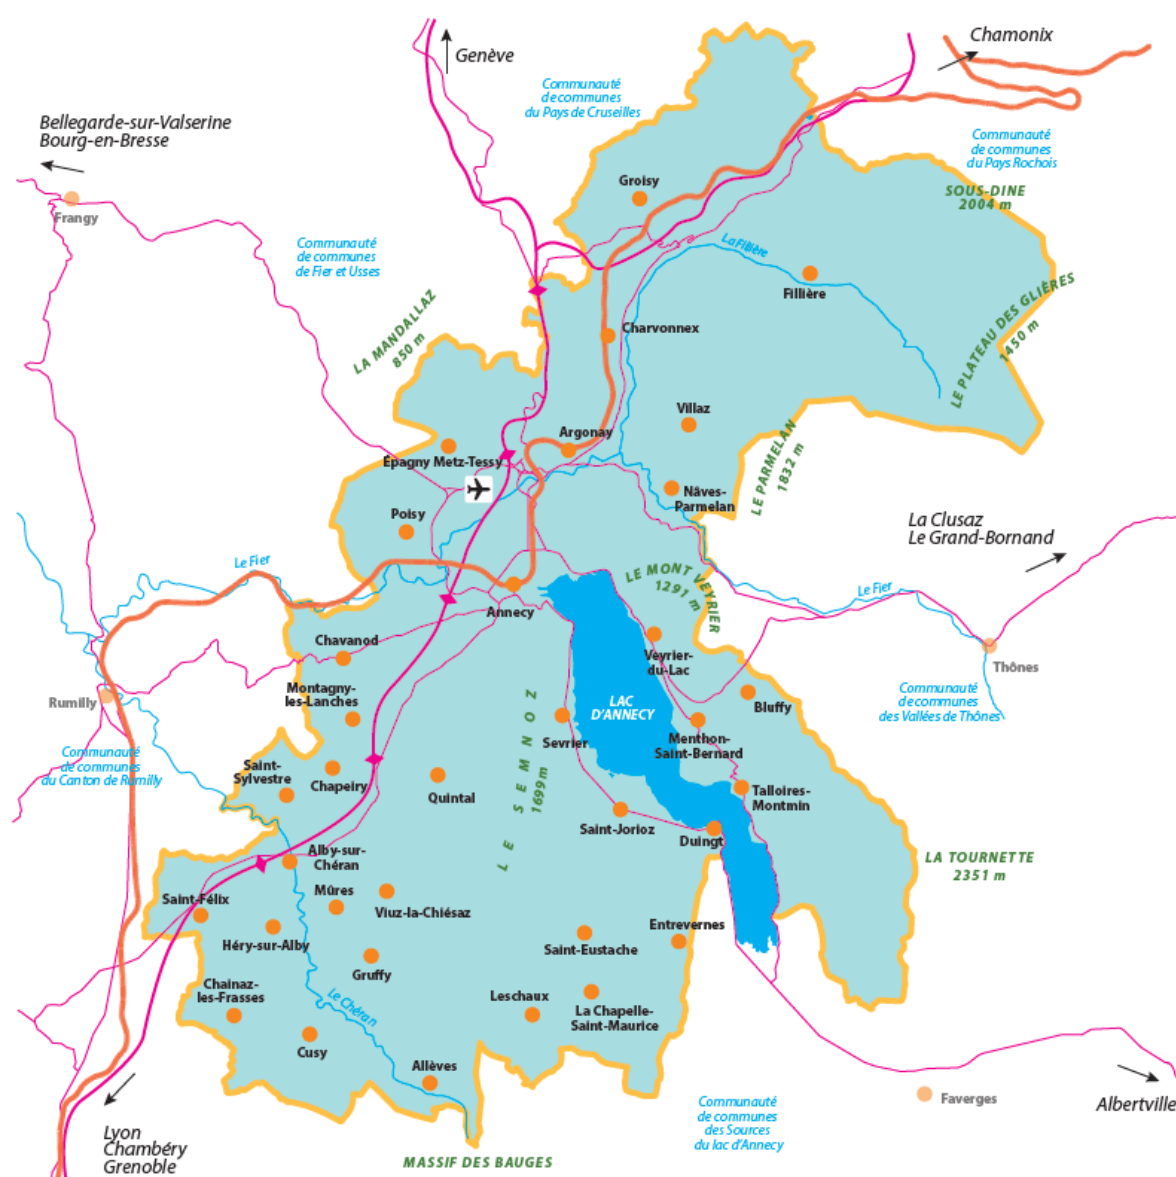 Chamonix
Genève
Communauté
de communes
du Pays de Cruseilles
Bellegarde-sur-Valserine
Bourg-en-Bresse
Communauté
de communes
du Pays Rochois
Groisy
SOUS-DINE
2004 m
Frangy
Communauté
de communes
de Fier et Usses
La Fillière
Fillière
LA MANDALLAZ
850 m
LE PLATEAU DES GLIÈRES
1450 m
Charvonnex
Villaz
Argonay
Épagny Metz-Tessy
LE PARMELAN
1832 m
Nâves-
Parmelan
Poisy
La Clusaz
Le Grand-Bornand
Le Fier
LE MONT VEYRIER
1291 m
Le Fier
Annecy
Chavanod
Veyrier-
du-Lac
Thônes
Montagny-
les-Lanches
Rumilly
LAC
D'ANNECY
Bluffy
Communauté
de communes
des Vallées de Thônes
LE SEMNOZ
1699 m
Sevrier
Menthon-
Saint-Bernard
Communauté
de communes
du Canton de Rumilly
Saint-
Sylvestre
Chapeiry
Quintal
Talloires-
Montmin
Saint-Jorioz
Duingt
Alby-sur-
Chéran
LA TOURNETTE
2351 m
Mûres
Saint-Félix
Viuz-la-Chiésaz
Entrevernes
Héry-sur-Alby
Saint-Eustache
Gruffy
Chainaz-
les-Frasses
Le Chéran
Leschaux
La Chapelle-
Saint-Maurice
Cusy
Allèves
Faverges
Communauté
de communes
des Sources
du lac d'Annecy
Albertville
Lyon
Chambéry
Grenoble
MASSIF DES BAUGES